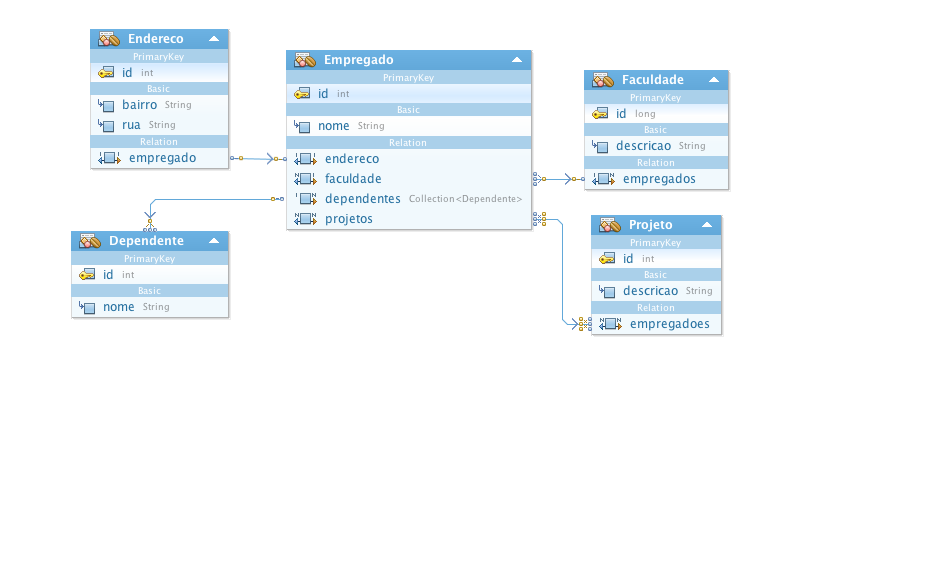 Endereco
PrimaryKey
id int
Basic
bairro String
rua String
Relation
empregado
Empregado
PrimaryKey
id int
Basic
nome String
Relation
endereco
faculdade
dependentes Collection<Dependente>
projetos
Faculdade
PrimaryKey
id long
Basic
descricao String
Relation
empregados
Dependente
PrimaryKey
id int
Basic
nome String
Projeto
PrimaryKey
id int
Basic
descricao String
Relation
empregadoes